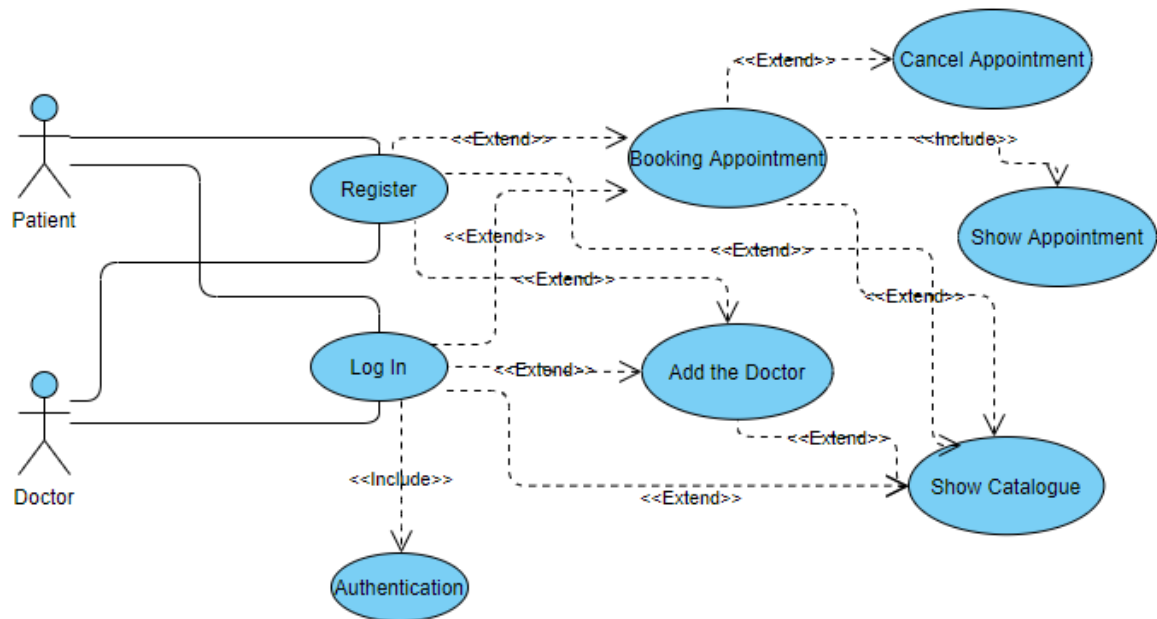 Cancel Appointment
<<Extend>>
Patient
<<Extend>>
Booking Appointment
<<Include>>
Register
Show Appointment
<<Extend>>
<<Extend>>
<<Extend>>
<<Extend>>
Log In
<<Extend>>
Add the Doctor
<<Extend>>
Doctor
<<Include>>
<<Extend>>
Show Catalogue
Authentication